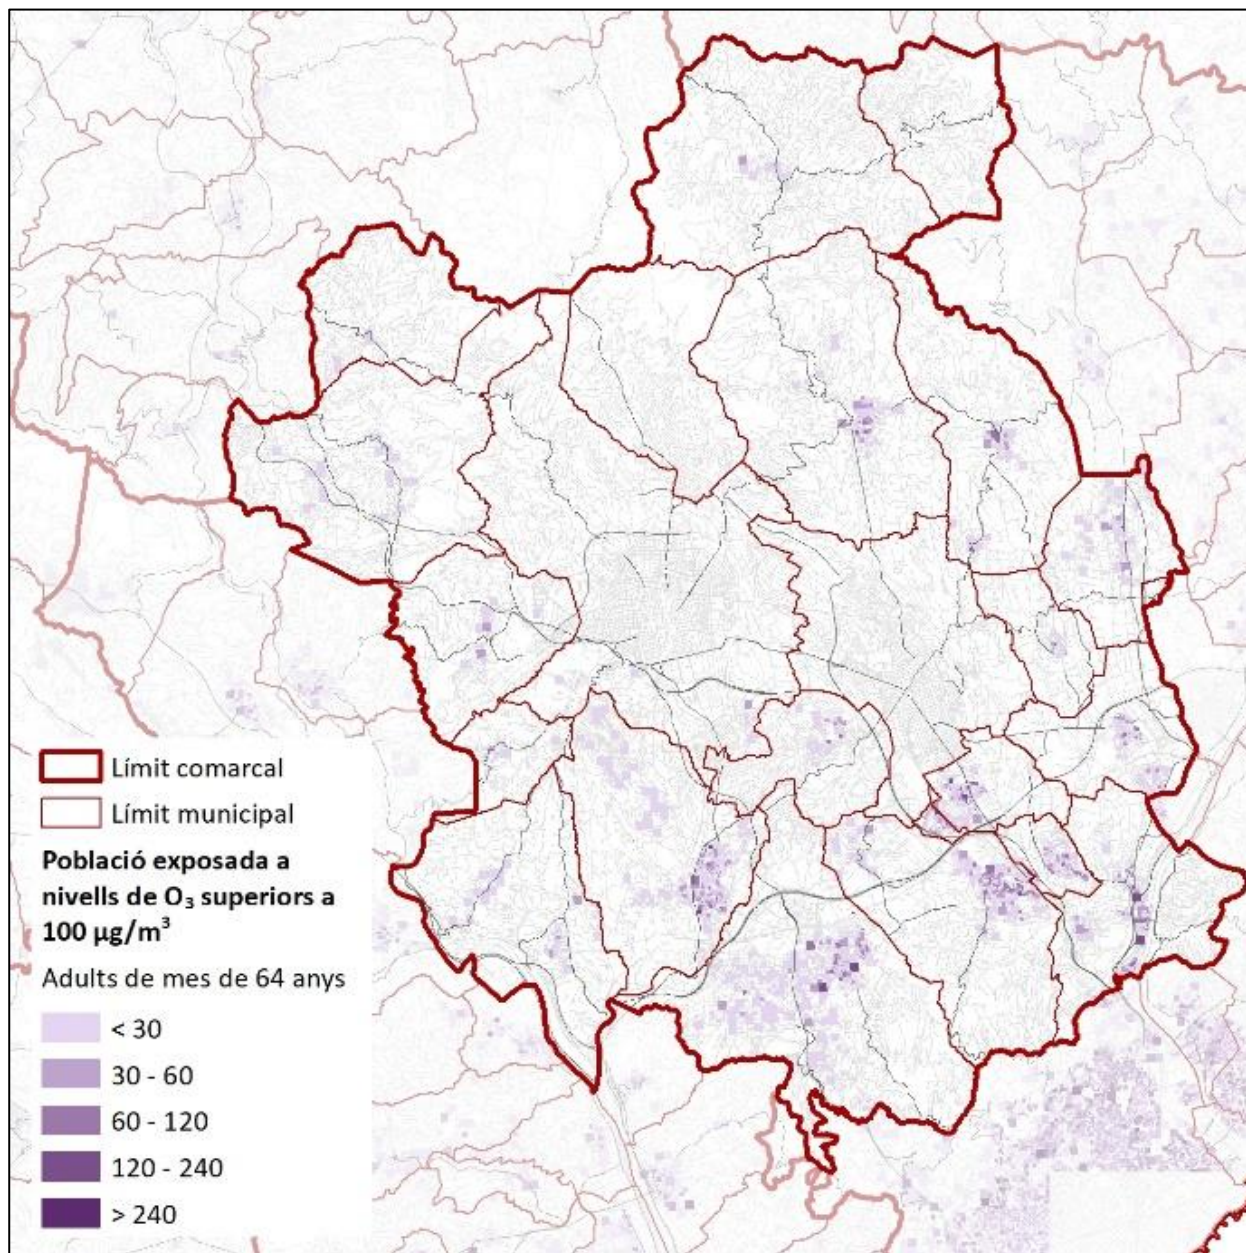 Límit comarcal
Límit municipal
Població exposada a
nivells de O₃ superiors a
100 µg/m³
Adults de mes de 64 anys
< 30
30 - 60
60 - 120
120 - 240
> 240